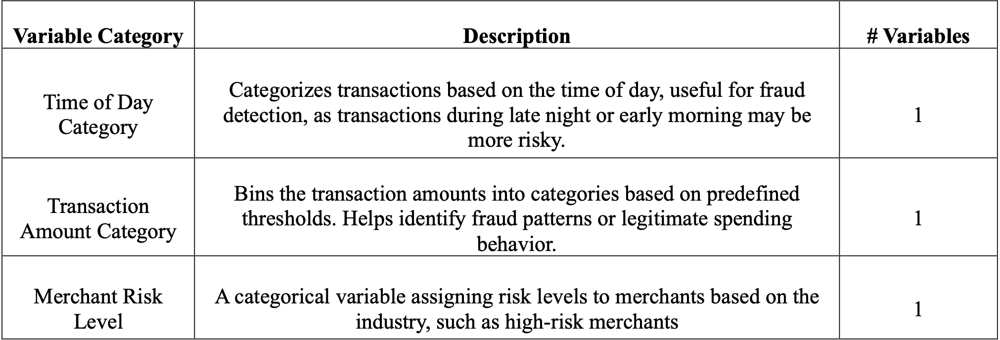 Variable Category
Description
# Variables
Time of Day
Category
Categorizes transactions based on the time of day, useful for fraud
detection, as transactions during late night or early morning may be
more risky.
1
Transaction
Amount Category
Bins the transaction amounts into categories based on predefined
thresholds. Helps identify fraud patterns or legitimate spending
behavior.
1
Merchant Risk
Level
A categorical variable assigning risk levels to merchants based on the
industry, such as high-risk merchants
1